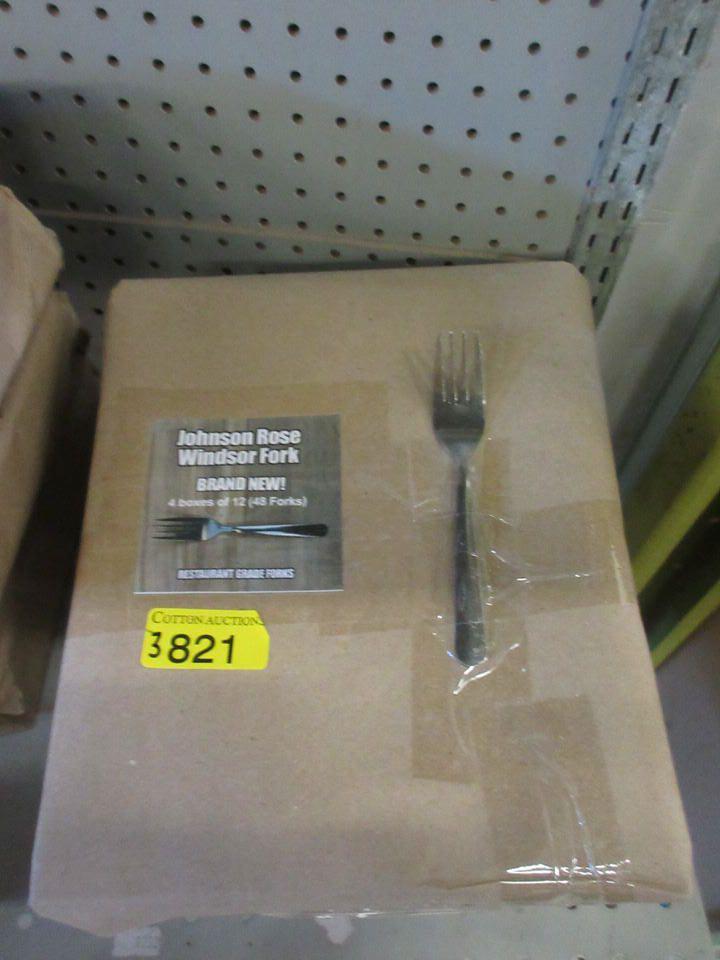 Johnson Rose
Windsor Fork
BRAND NEW!
4 boxes of 12 (48 Forks)
RESTAURANT GRADE FORKS
COTTON AUCTIONS
3821